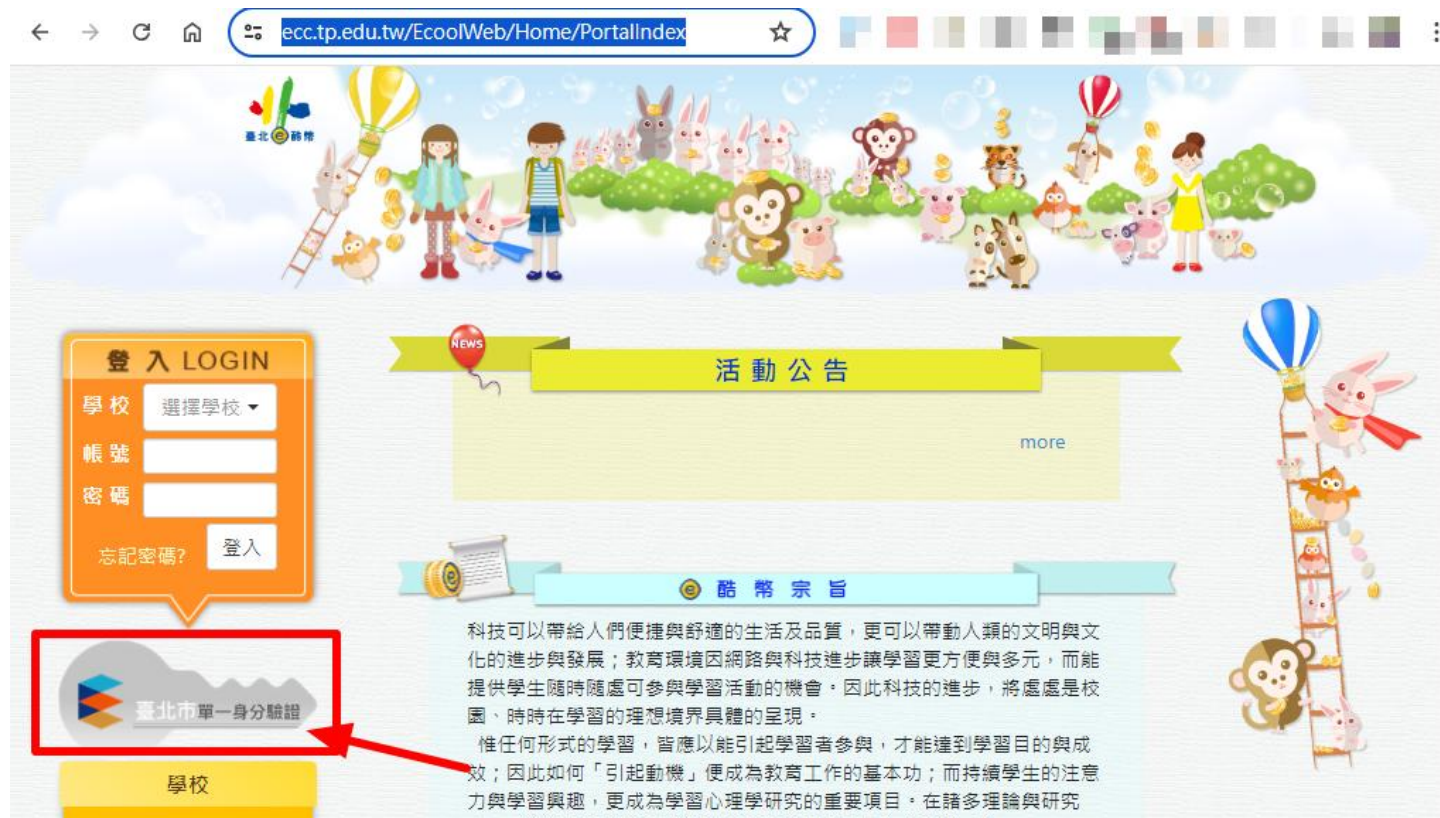 ecc.tp.edu.tw/EcoolWeb/Home/PortalIndex
臺北e酷幣
登入 LOGIN
學校 選擇學校
帳號
密碼
忘記密碼? 登入
臺北市單一身分驗證
學校
NEWS
活動公告
more
e酷幣宗旨
科技可以帶給人們便捷與舒適的生活及品質，更可以帶動人類的文明與文
化的進步與發展；教育環境因網路與科技進步讓學習更方便與多元，而能
提供學生隨時隨處可參與學習活動的機會。因此科技的進步，將處處是校
園、時時在學習的理想境界具體的呈現。
惟任何形式的學習，皆應以能引起學習者參與，才能達到學習目的與成
效；因此如何「引起動機」便成為教育工作的基本功；而持續學生的注意
力與學習興趣，更成為學習心理學研究的重要項目。在諸多理論與研究